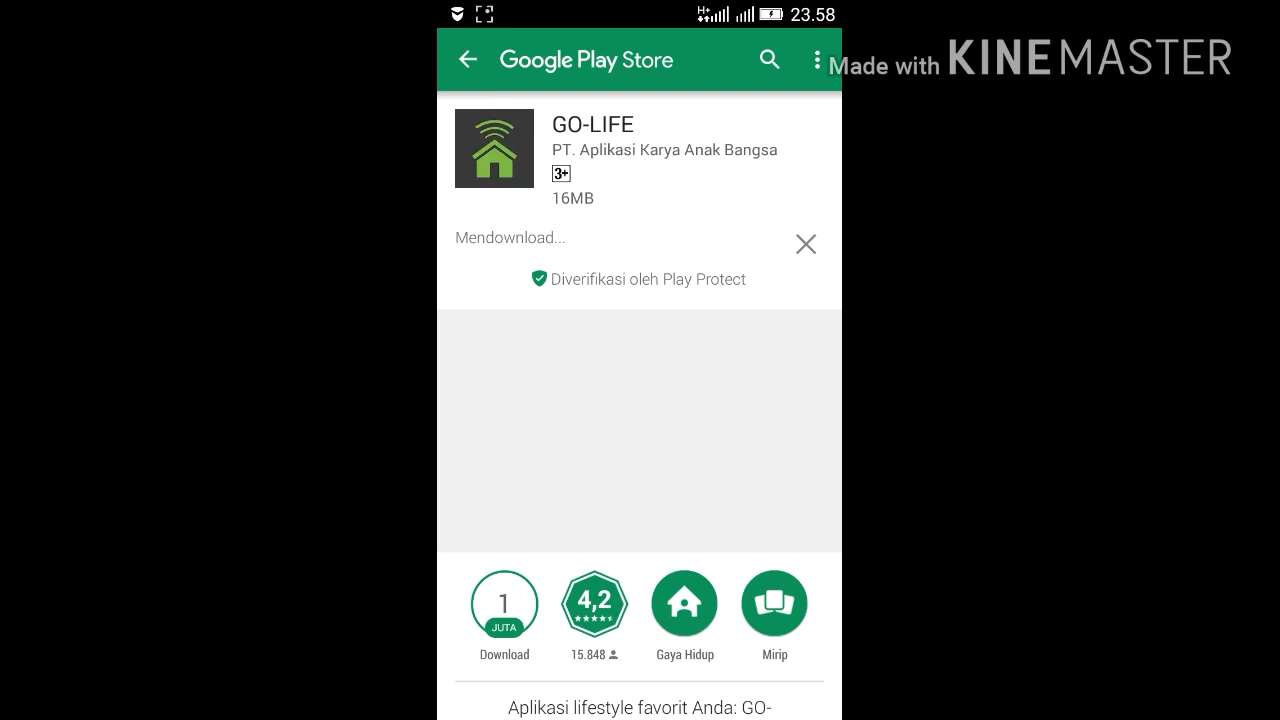 H+ 23.58
Google Play Store
Made with KINEMASTER
GO-LIFE
PT. Aplikasi Karya Anak Bangsa
3+
16MB
Mendownload...
Diverifikasi oleh Play Protect
1 JUTA
4,2
Download
15.848
Gaya Hidup
Mirip
Aplikasi lifestyle favorit Anda: GO-